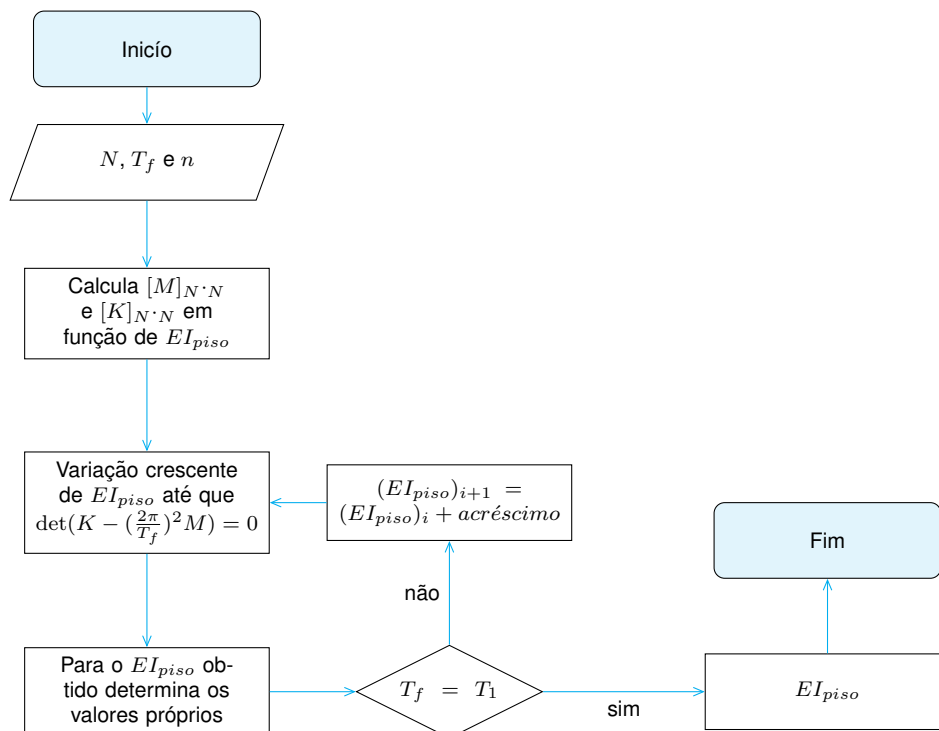 Inicío
N, T_f e n
Calcula [M]_{N·N}
e [K]_{N·N} em
função de EI_{piso}
Variação crescente
de EI_{piso} até que
det(K − (\frac{2π}{T_f})^2 M) = 0
(EI_{piso})_{i+1} =
(EI_{piso})_i + acréscimo
Fim
não
Para o EI_{piso} ob-
tido determina os
valores próprios
T_f = T_1
sim
EI_{piso}